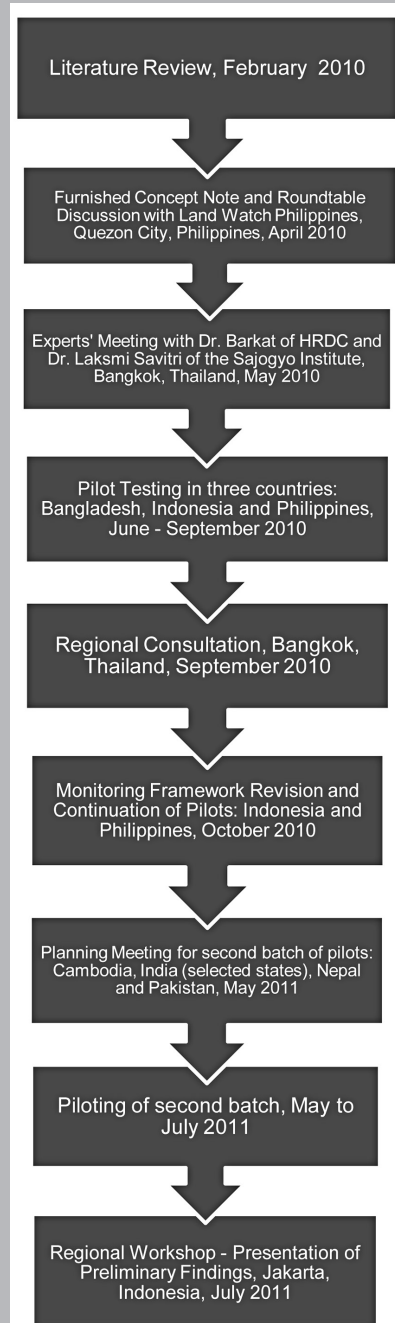 Literature Review, February  2010
Furnished Concept Note and Roundtable
Discussion with Land Watch Philippines,
Quezon City, Philippines, April 2010
Experts' Meeting with Dr. Barkat of HRDC and
Dr. Laksmi Savitri of the Sajogyo Institute,
Bangkok, Thailand, May 2010
Pilot Testing in three countries:
Bangladesh, Indonesia and Philippines,
June - September 2010
Regional Consultation, Bangkok,
Thailand, September 2010
Monitoring Framework Revision and
Continuation of Pilots: Indonesia and
Philippines, October 2010
Planning Meeting for second batch of pilots:
Cambodia, India (selected states), Nepal
and Pakistan, May 2011
Piloting of second batch, May to
July 2011
Regional Workshop - Presentation of
Preliminary Findings, Jakarta,
Indonesia, July 2011